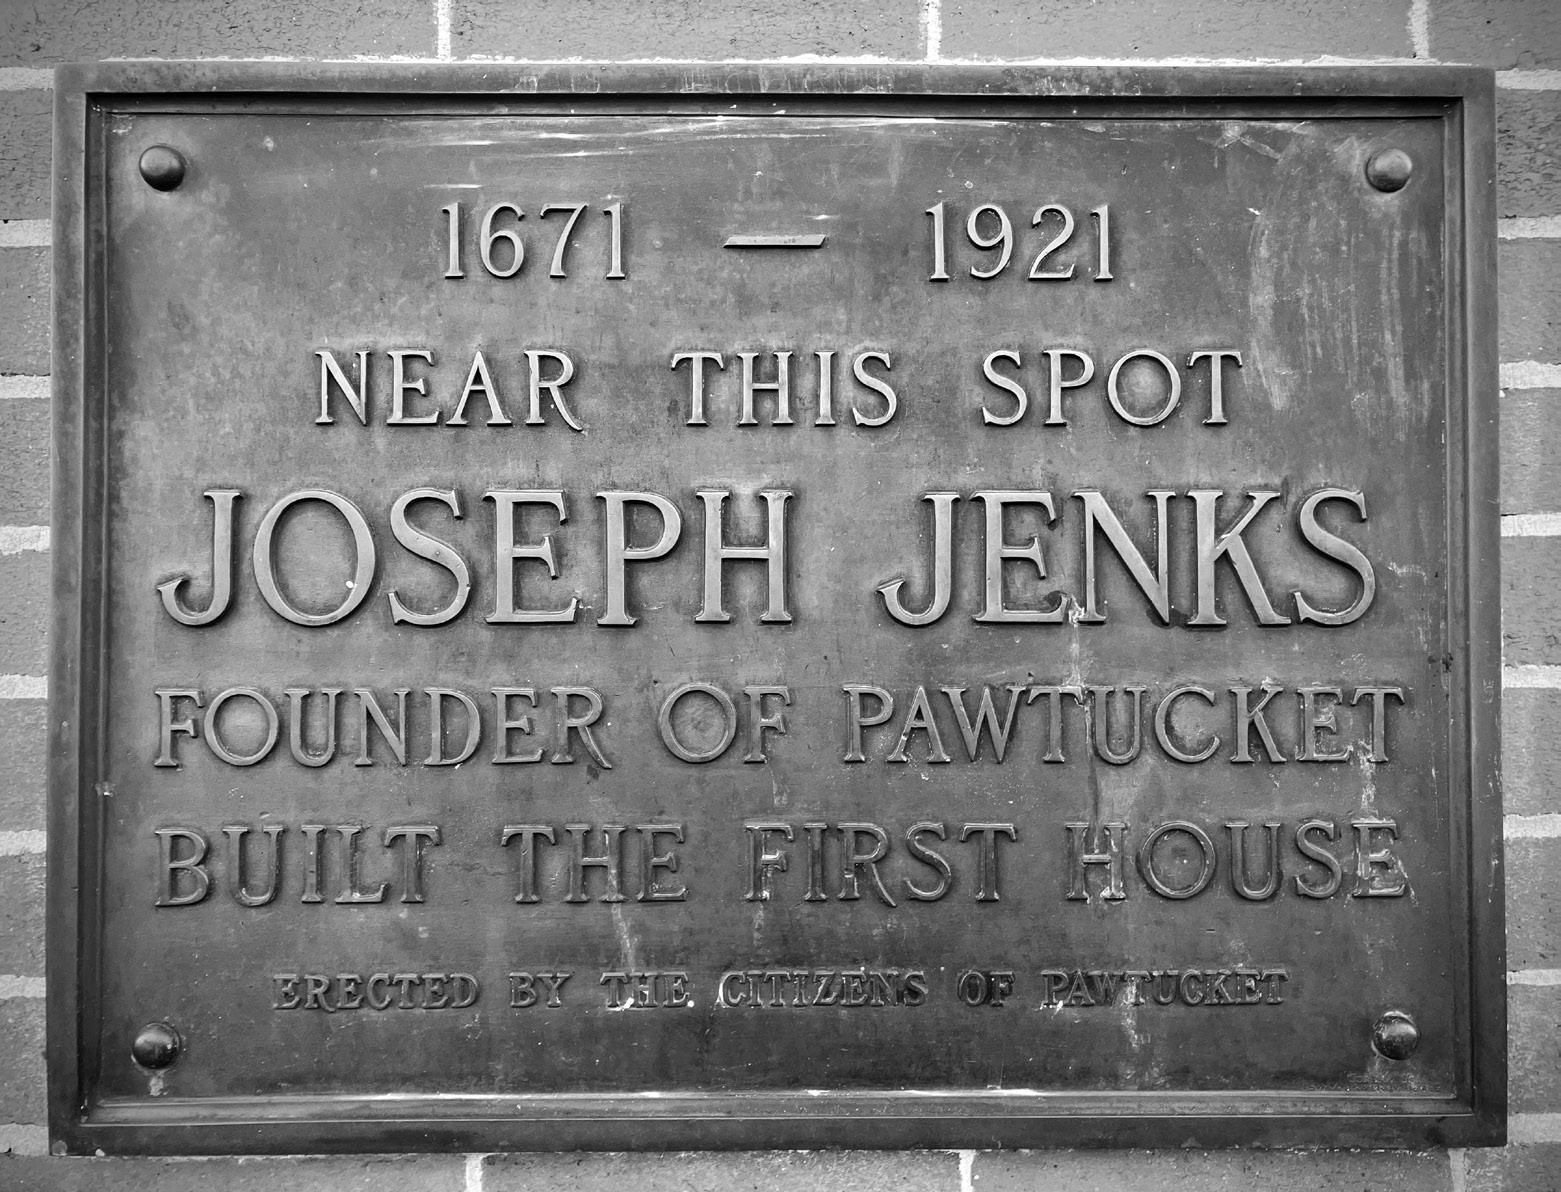 1671 — 1921
NEAR THIS SPOT
JOSEPH JENKS
FOUNDER OF PAWTUCKET
BUILT THE FIRST HOUSE
ERECTED BY THE CITIZENS OF PAWTUCKET